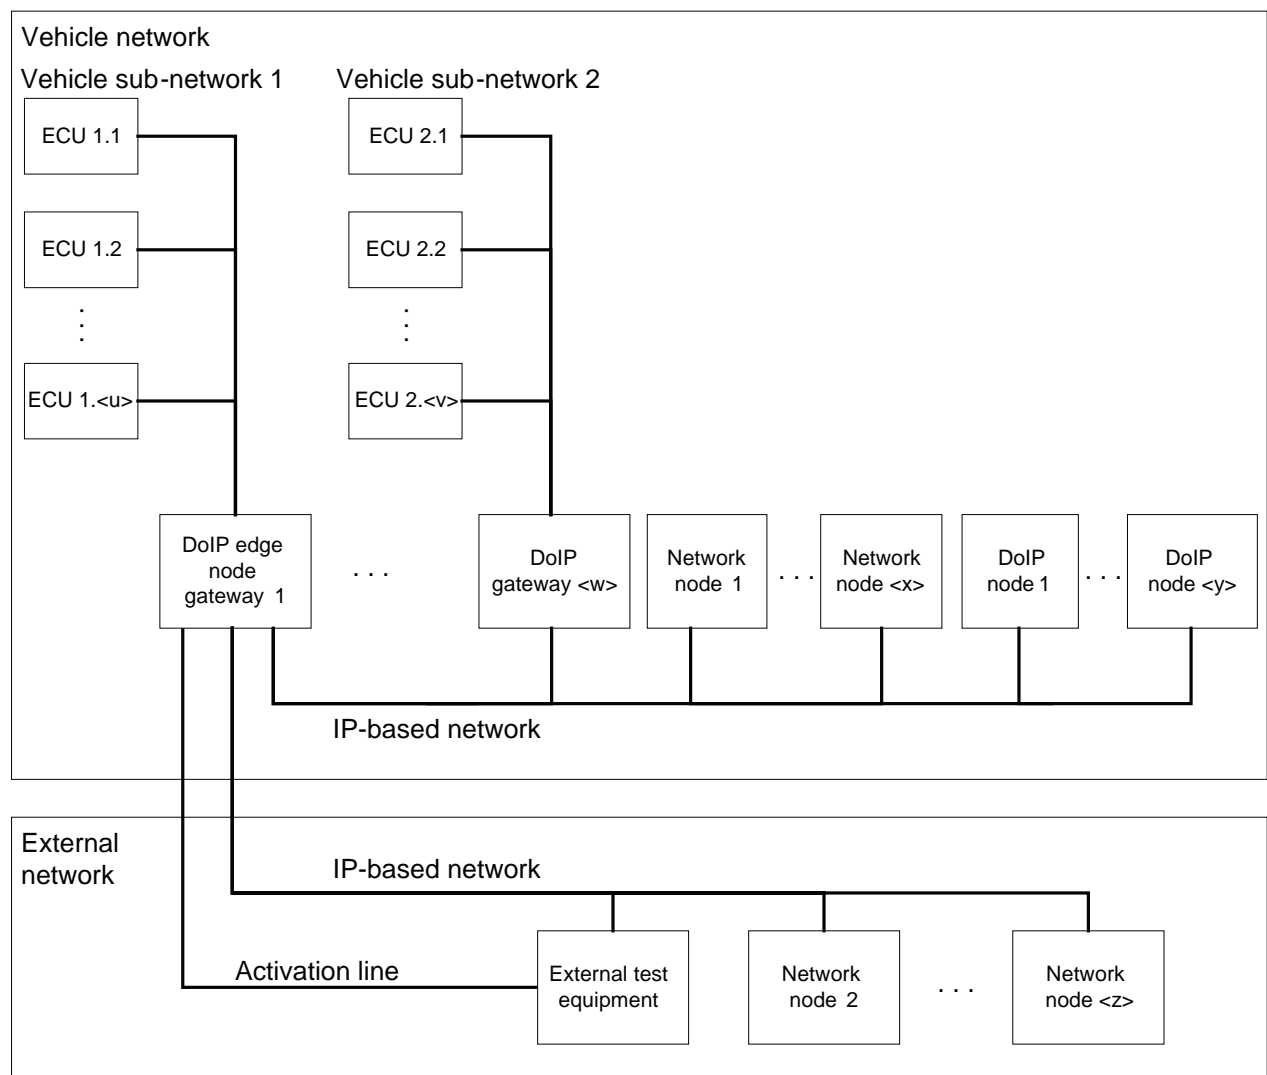 Vehicle network
Vehicle sub-network 1
Vehicle sub-network 2
ECU 1.1
ECU 2.1
ECU 1.2
ECU 2.2
. . .
. . .
ECU 1.<u>
ECU 2.<v>
DoIP edge
node
gateway 1
. . .
DoIP
gateway <w>
Network
node 1
. . .
Network
node <x>
DoIP
node 1
. . .
DoIP
node <y>
IP-based network
External
network
IP-based network
Activation line
External test
equipment
Network
node 2
. . .
Network
node <z>